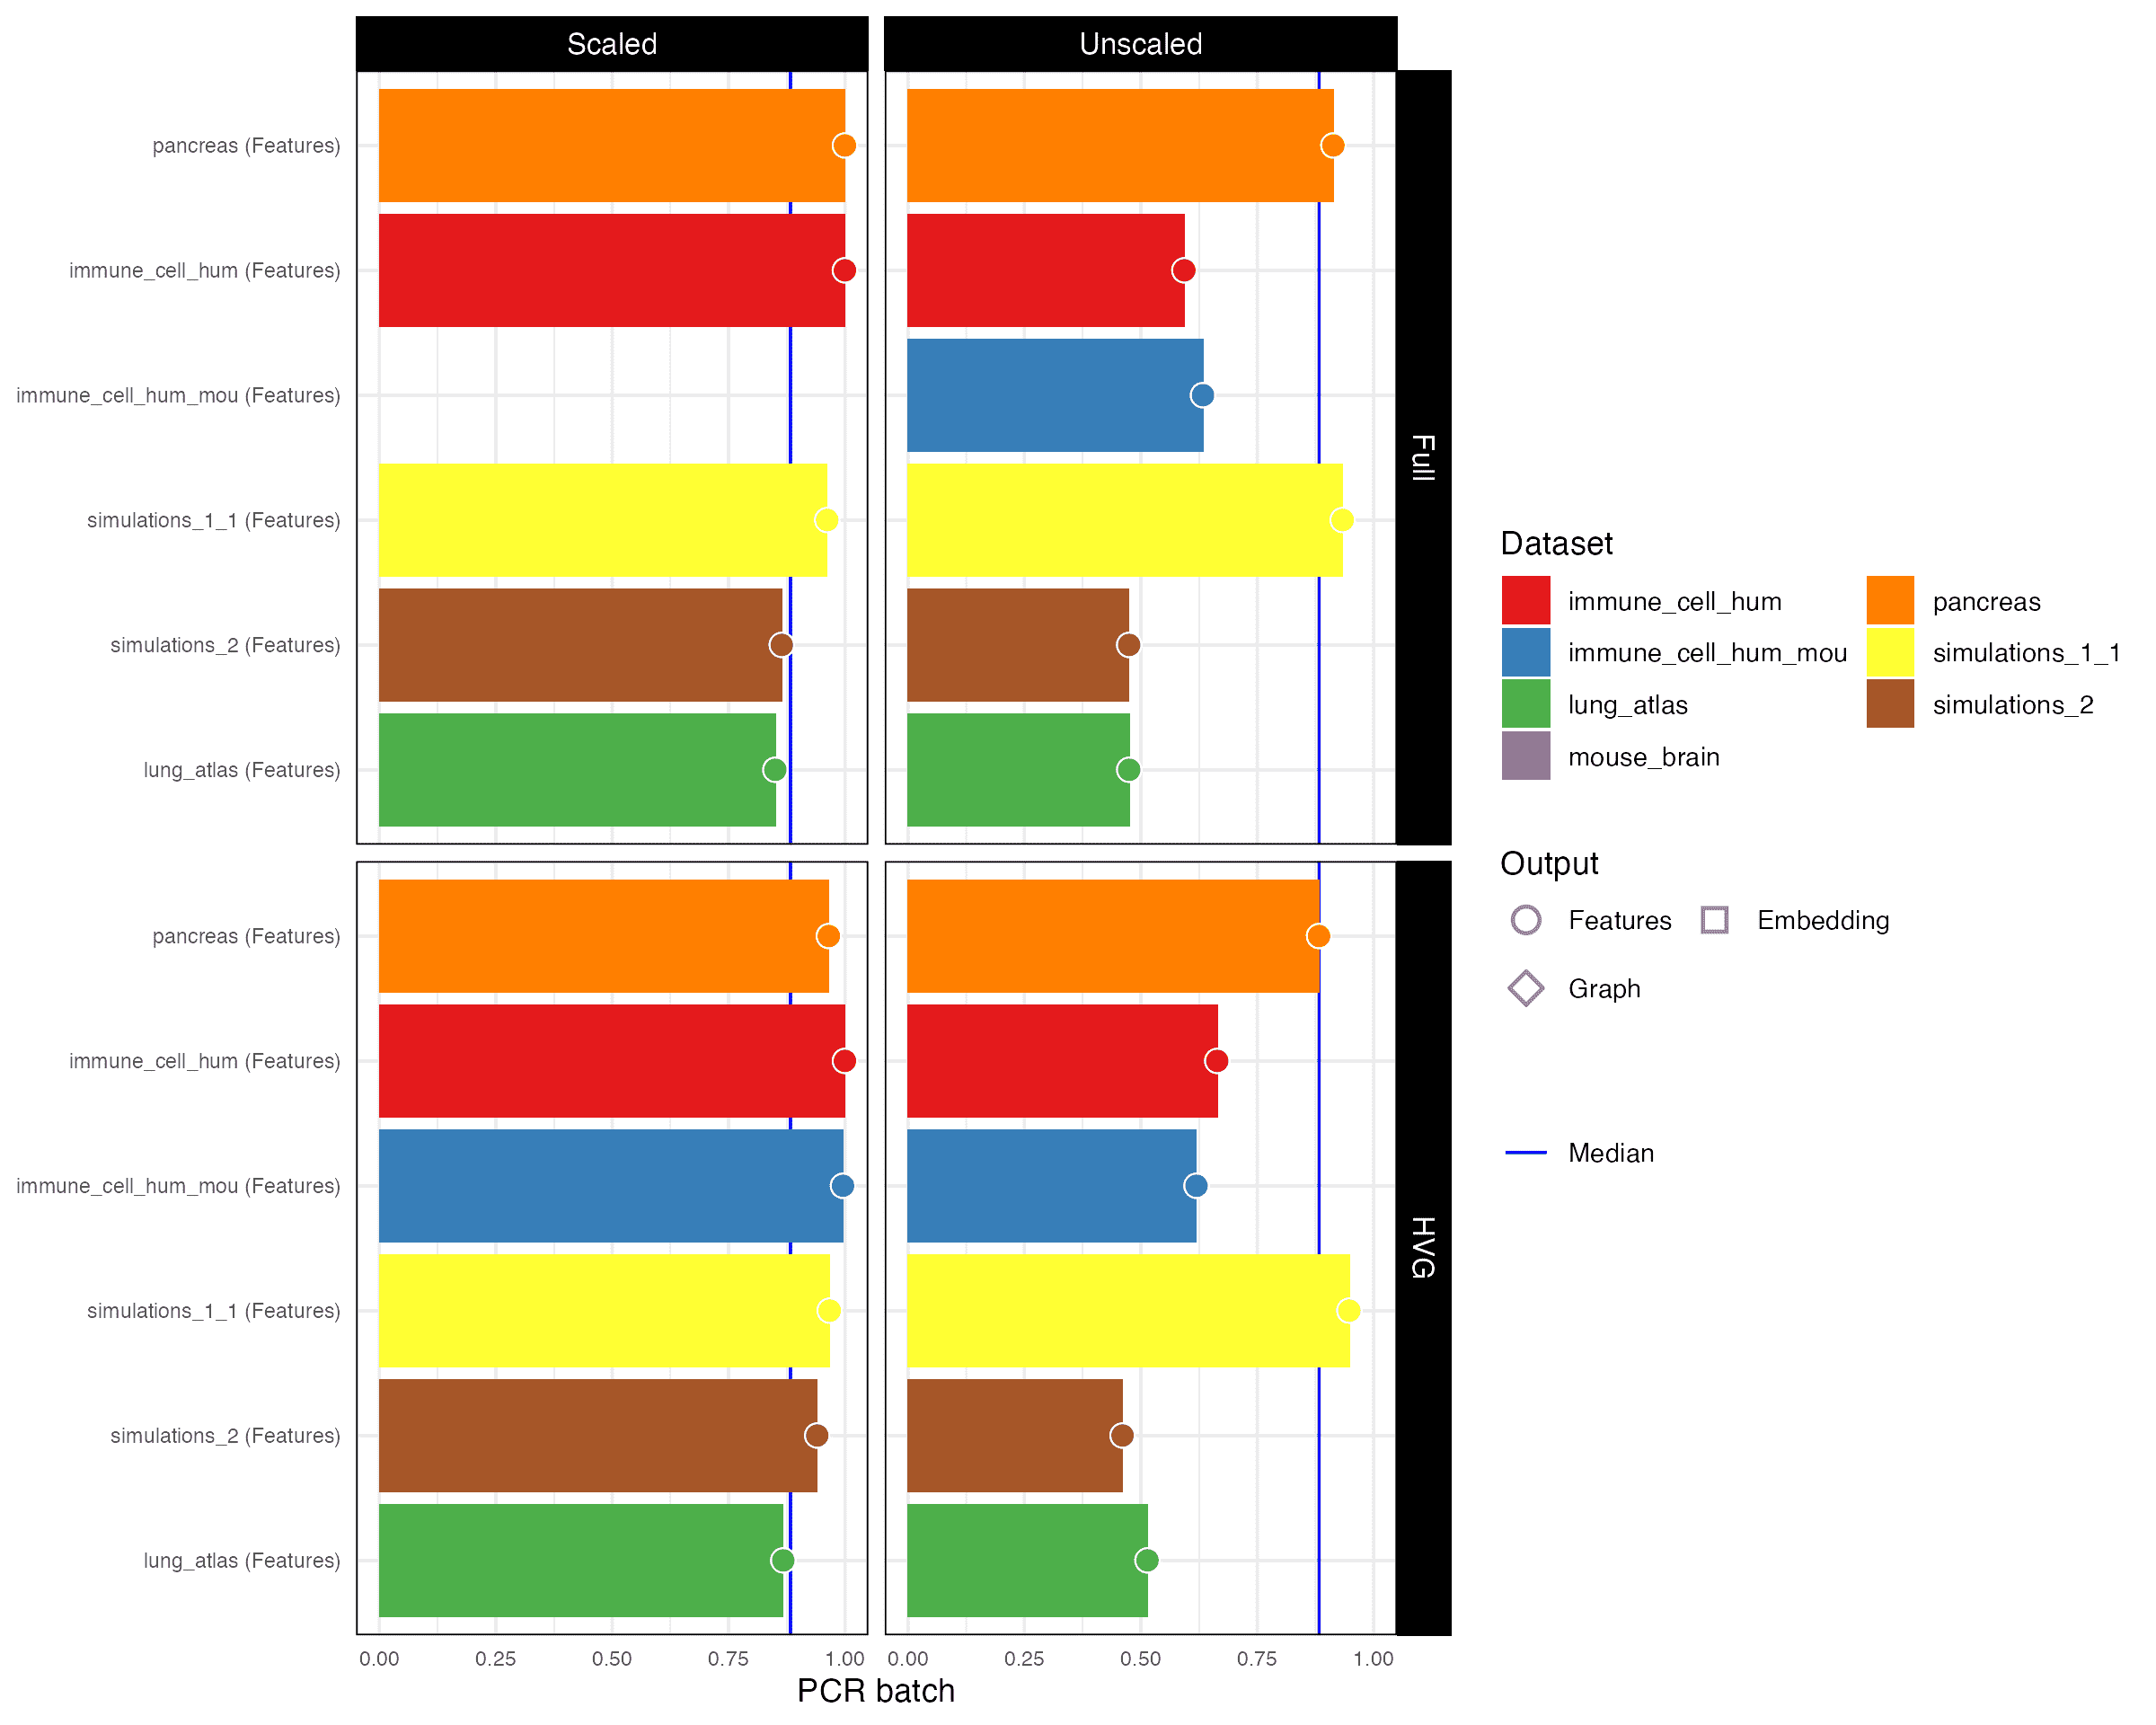 Scaled
Unscaled
pancreas (Features)
immune_cell_hum (Features)
immune_cell_hum_mou (Features)
simulations_1_1 (Features)
simulations_2 (Features)
lung_atlas (Features)
Full
pancreas (Features)
immune_cell_hum (Features)
immune_cell_hum_mou (Features)
simulations_1_1 (Features)
simulations_2 (Features)
lung_atlas (Features)
HVG
0.00 0.25 0.50 0.75 1.00 0.00 0.25 0.50 0.75 1.00
PCR batch
Dataset
immune_cell_hum
immune_cell_hum_mou
lung_atlas
mouse_brain
pancreas
simulations_1_1
simulations_2
Output
Features
Embedding
Graph
Median